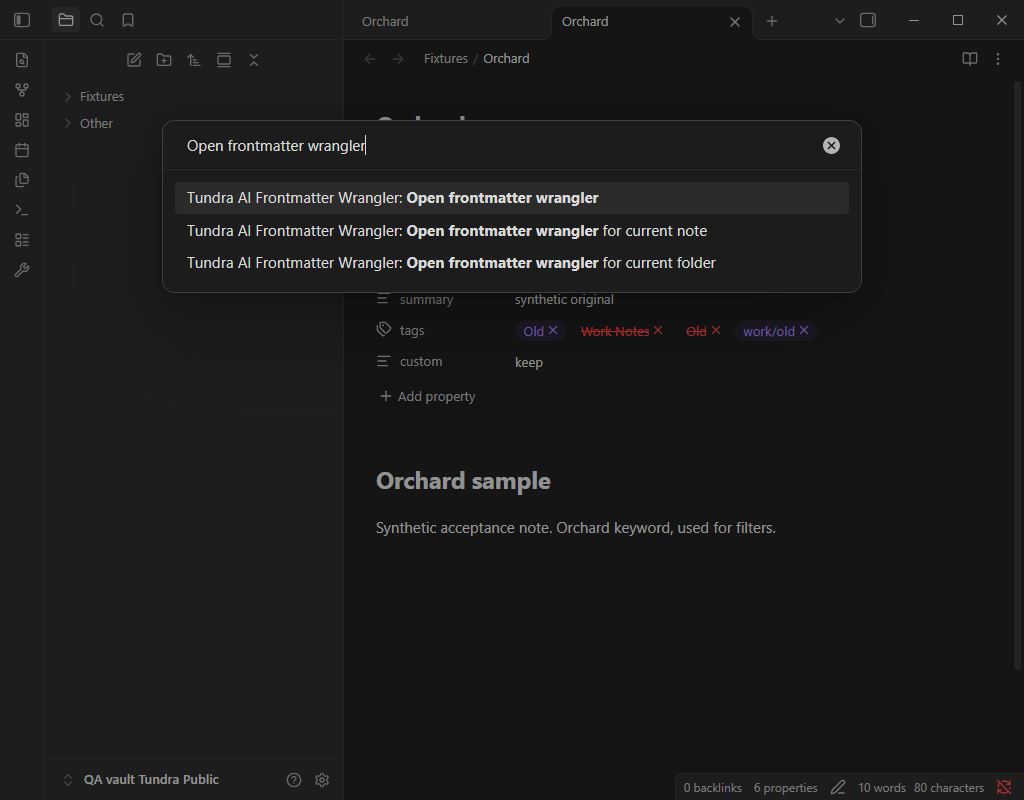 Orchard
Orchard
Fixtures / Orchard
Fixtures
Other
Open frontmatter wrangler
Tundra AI Frontmatter Wrangler: Open frontmatter wrangler
Tundra AI Frontmatter Wrangler: Open frontmatter wrangler for current note
Tundra AI Frontmatter Wrangler: Open frontmatter wrangler for current folder
summary synthetic original
tags Old Work Notes Old work/old
custom keep
Add property
Orchard sample
Synthetic acceptance note. Orchard keyword, used for filters.
QA vault Tundra Public
0 backlinks 6 properties 10 words 80 characters